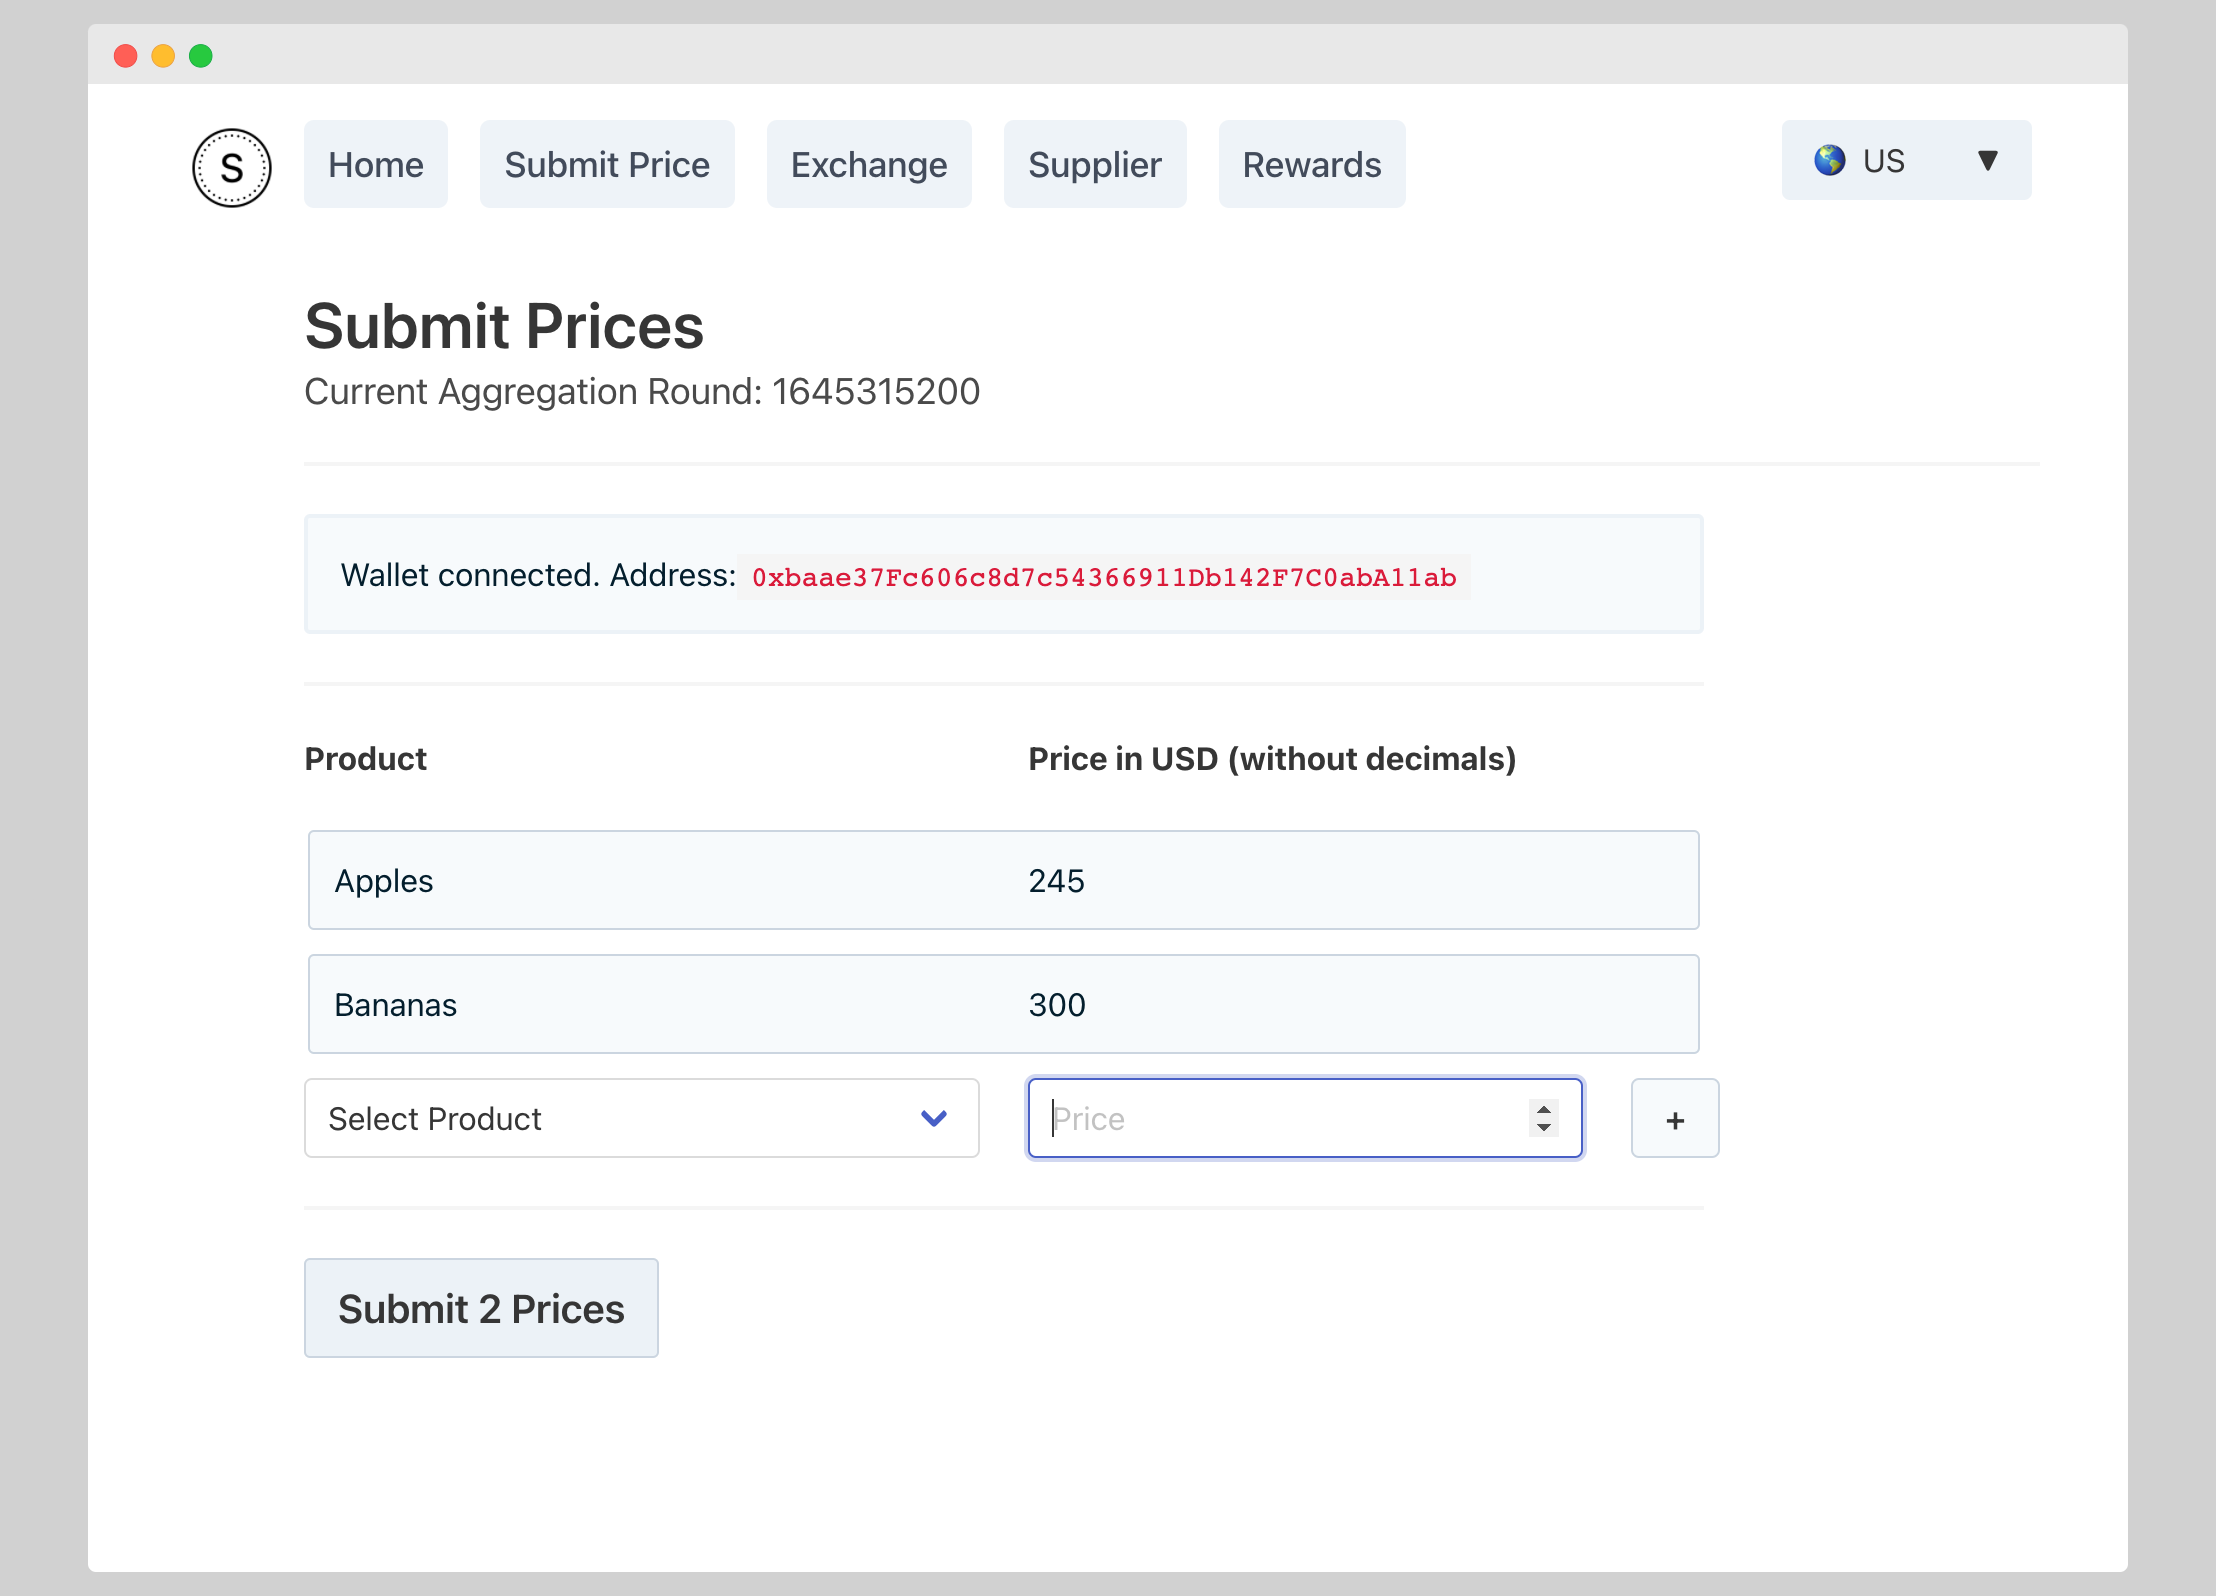 S
Home
Submit Price
Exchange
Supplier
Rewards
US
Submit Prices
Current Aggregation Round: 1645315200
Wallet connected. Address: 0xbaae37Fc606c8d7c54366911Db142F7C0abA11ab
Product
Price in USD (without decimals)
Apples
245
Bananas
300
Select Product
Price
+
Submit 2 Prices